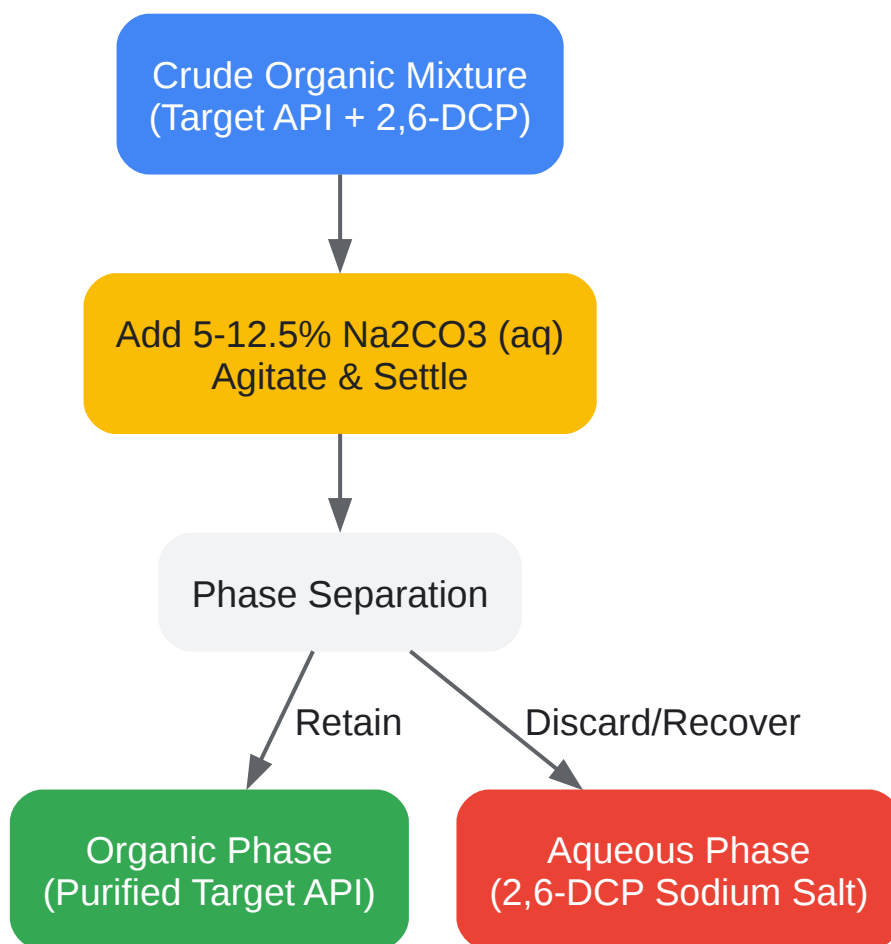 Crude Organic Mixture
(Target API + 2,6-DCP)
Add 5-12.5% Na2CO3 (aq)
Agitate & Settle
Phase Separation
Retain
Discard/Recover
Organic Phase
(Purified Target API)
Aqueous Phase
(2,6-DCP Sodium Salt)